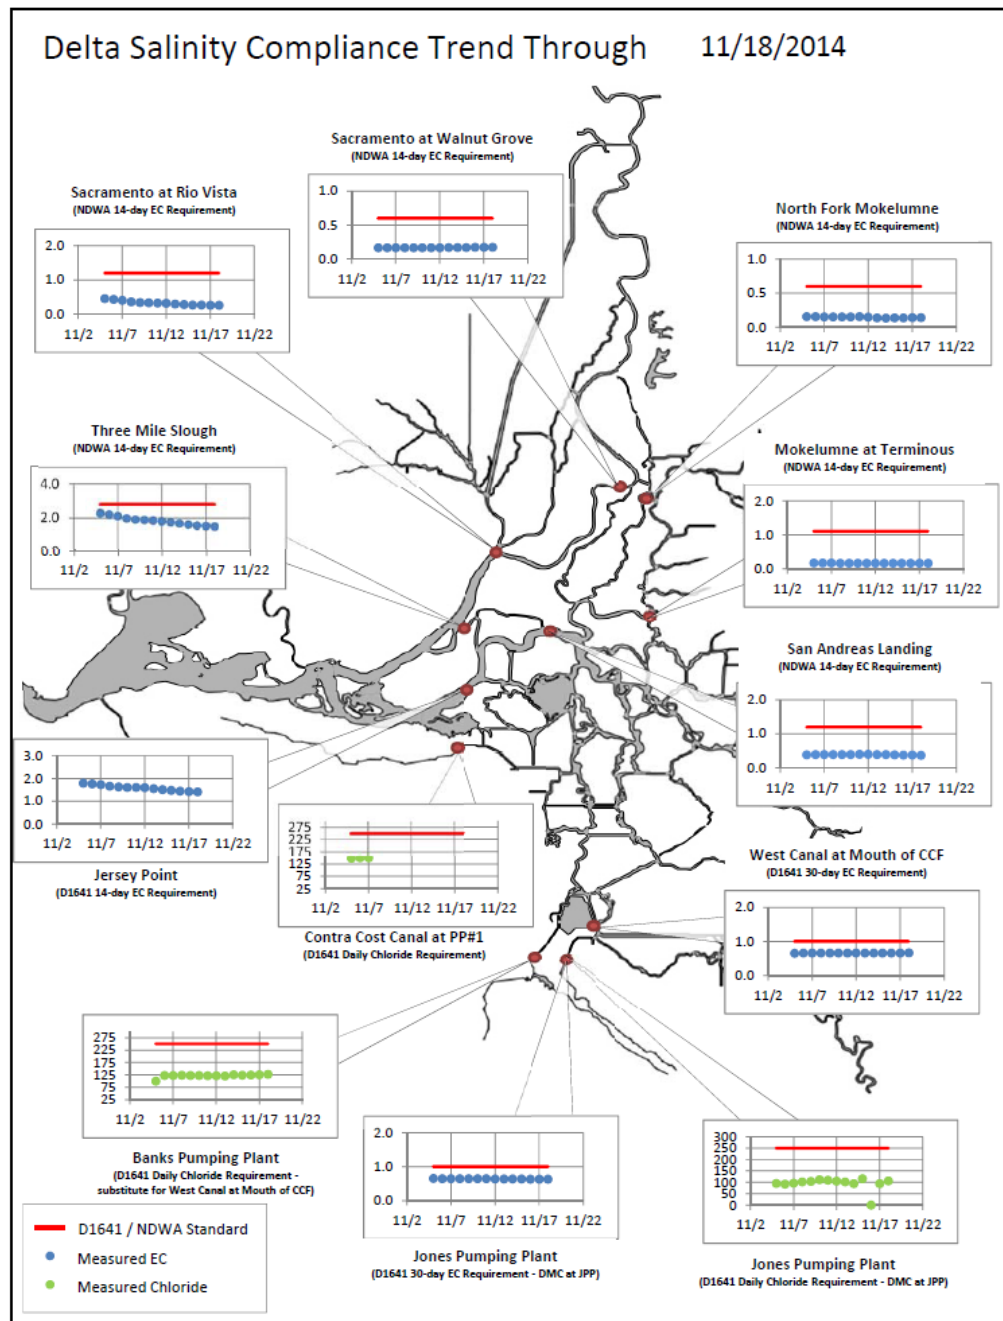 Delta Salinity Compliance Trend Through 11/18/2014
Sacramento at Walnut Grove
(NDWA 14-day EC Requirement)
1.0
0.5
0.0
11/2 11/7 11/12 11/17 11/22
Sacramento at Rio Vista
(NDWA 14-day EC Requirement)
2.0
1.0
0.0
11/2 11/7 11/12 11/17 11/22
North Fork Mokelumne
(NDWA 14-day EC Requirement)
1.0
0.5
0.0
11/2 11/7 11/12 11/17 11/22
Three Mile Slough
(NDWA 14-day EC Requirement)
4.0
2.0
0.0
11/2 11/7 11/12 11/17 11/22
Mokelumne at Terminous
(NDWA 14-day EC Requirement)
2.0
1.0
0.0
11/2 11/7 11/12 11/17 11/22
San Andreas Landing
(NDWA 14-day EC Requirement)
2.0
1.0
0.0
11/2 11/7 11/12 11/17 11/22
3.0
2.0
1.0
0.0
11/2 11/7 11/12 11/17 11/22
Jersey Point
(D1641 14-day EC Requirement)
275
225
175
125
75
25
11/2 11/7 11/12 11/17 11/22
Contra Cost Canal at PP#1
(D1641 Daily Chloride Requirement)
West Canal at Mouth of CCF
(D1641 30-day EC Requirement)
2.0
1.0
0.0
11/2 11/7 11/12 11/17 11/22
275
225
175
125
75
25
11/2 11/7 11/12 11/17 11/22
Banks Pumping Plant
(D1641 Daily Chloride Requirement -
substitute for West Canal at Mouth of CCF)
2.0
1.0
0.0
11/2 11/7 11/12 11/17 11/22
Jones Pumping Plant
(D1641 30-day EC Requirement - DMC at JPP)
300
250
200
150
100
50
0
11/2 11/7 11/12 11/17 11/22
Jones Pumping Plant
(D1641 Daily Chloride Requirement - DMC at JPP)
D1641 / NDWA Standard
Measured EC
Measured Chloride